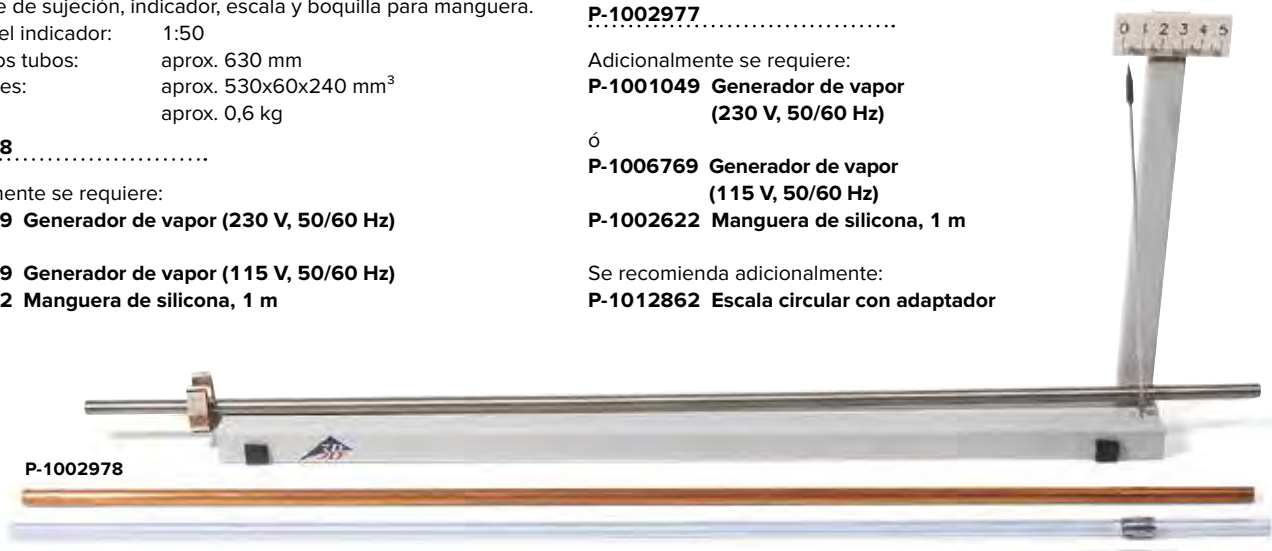 e de sujeción, indicador, escala y boquilla para manguera.
el indicador: 1:50
os tubos: aprox. 630 mm
es: aprox. 530x60x240 mm³
aprox. 0,6 kg
8
mente se requiere:
9 Generador de vapor (230 V, 50/60 Hz)
9 Generador de vapor (115 V, 50/60 Hz)
2 Manguera de silicona, 1 m
P-1002977
Adicionalmente se requiere:
P-1001049 Generador de vapor
(230 V, 50/60 Hz)
ó
P-1006769 Generador de vapor
(115 V, 50/60 Hz)
P-1002622 Manguera de silicona, 1 m
Se recomienda adicionalmente:
P-1012862 Escala circular con adaptador
0 1 2 3 4 5
3B
P-1002978